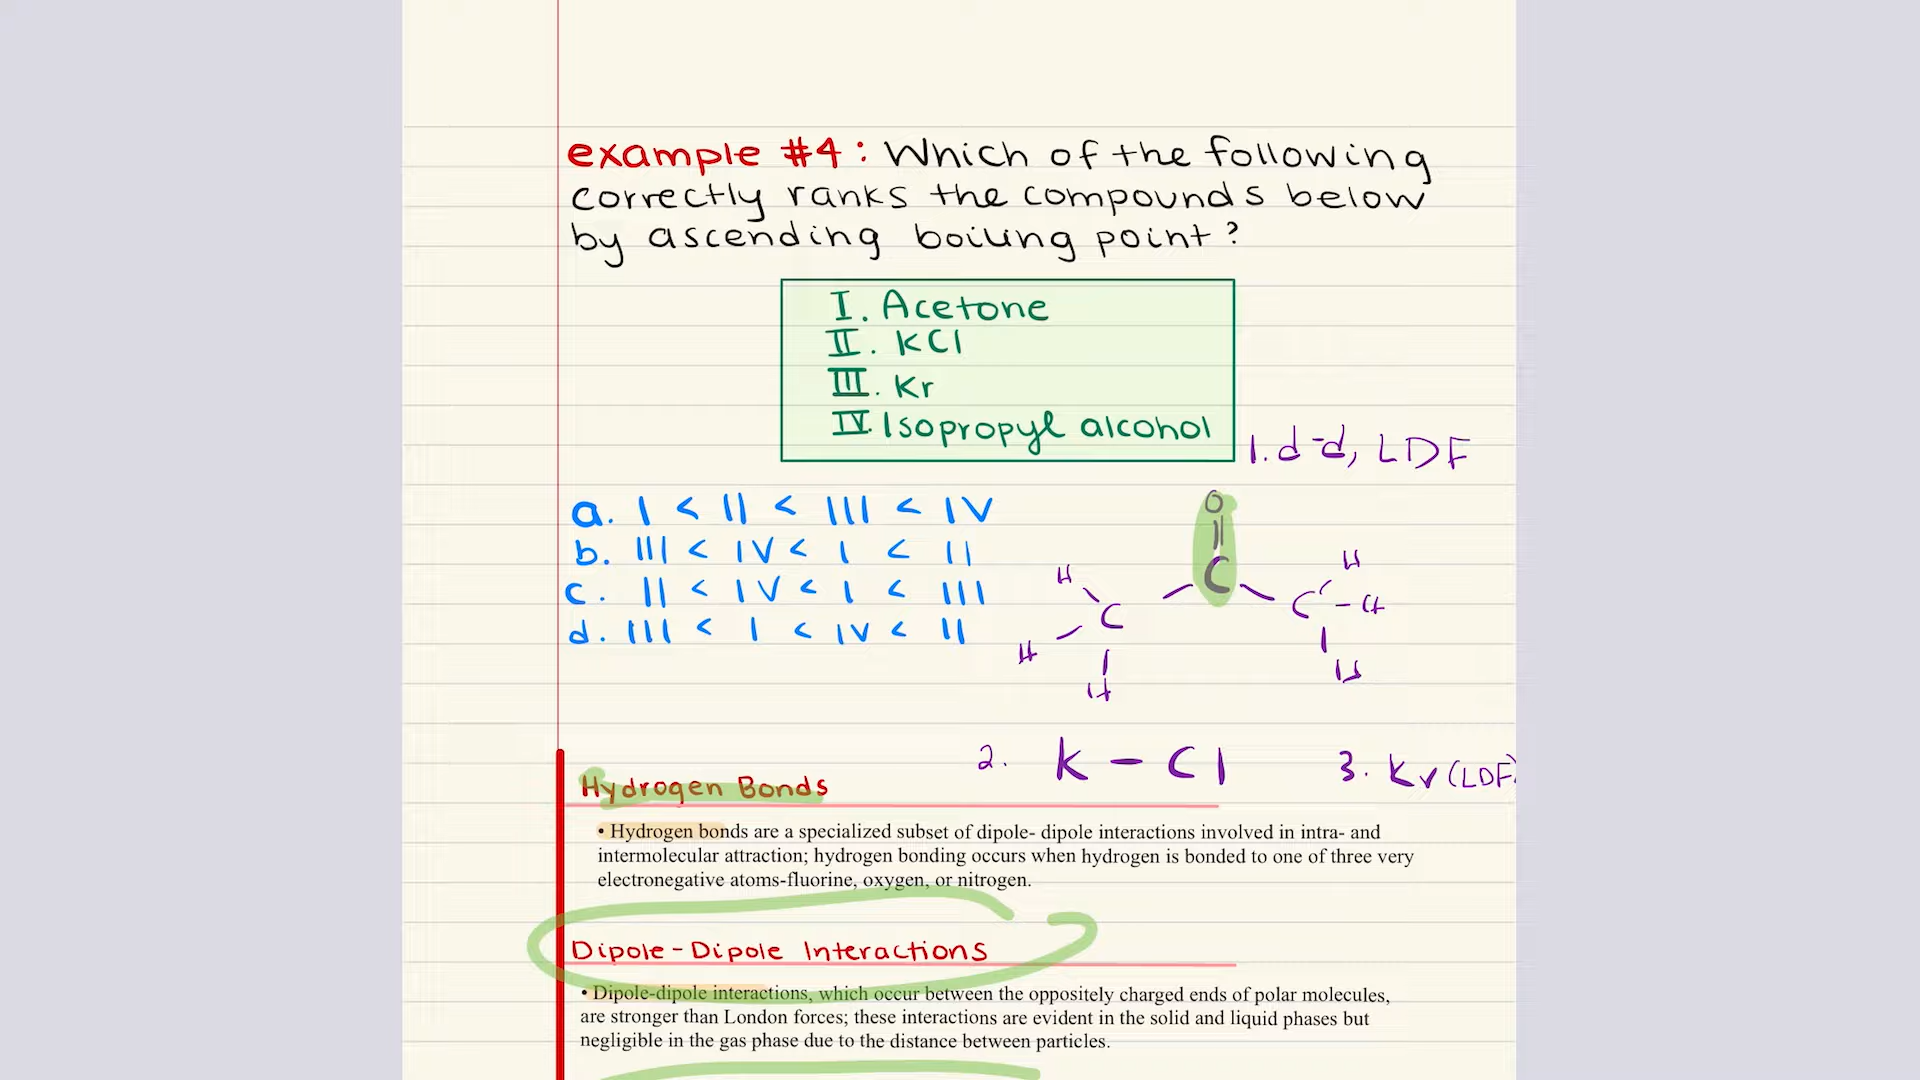 example #4: Which of the following
correctly ranks the compounds below
by ascending boiling point?
I. Acetone
II. KCl
III. Kr
IV. Isopropyl alcohol
1. d-d, LDF
a. I < II < III < IV
b. III < IV < I < II
c. II < IV < I < III
d. III < I < IV < II
O
C
H
H
C
C - H
H
H
H
2. K - Cl
3. Kr (LDF)
Hydrogen Bonds
• Hydrogen bonds are a specialized subset of dipole- dipole interactions involved in intra- and
intermolecular attraction; hydrogen bonding occurs when hydrogen is bonded to one of three very
electronegative atoms-fluorine, oxygen, or nitrogen.
Dipole-Dipole Interactions
• Dipole-dipole interactions, which occur between the oppositely charged ends of polar molecules,
are stronger than London forces; these interactions are evident in the solid and liquid phases but
negligible in the gas phase due to the distance between particles.